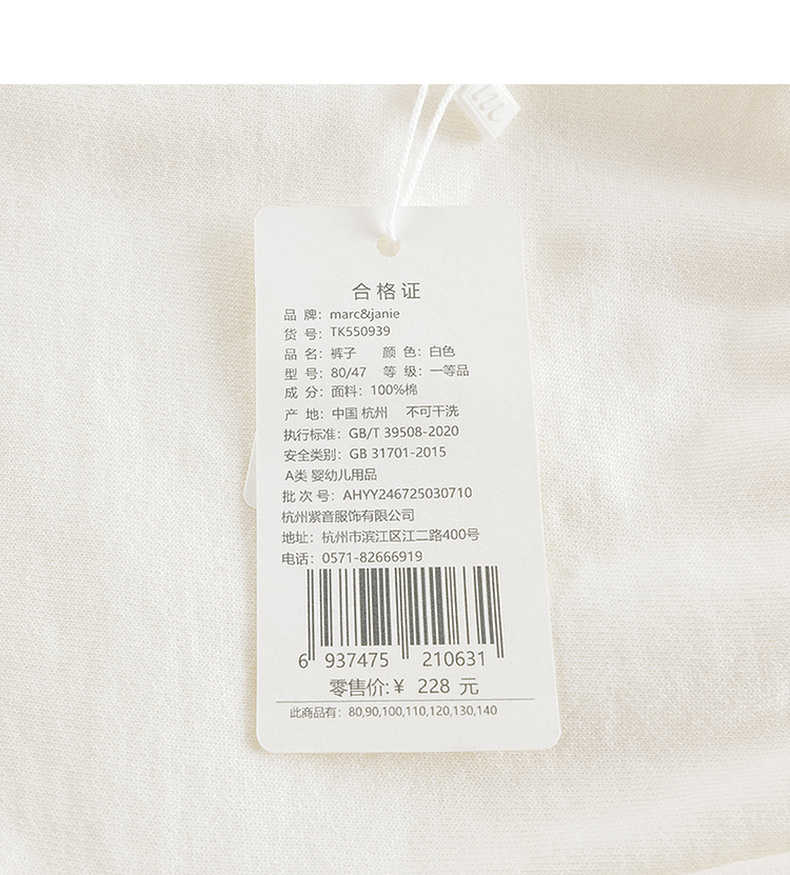 合格证
品 牌: marc&janie
货 号: TK550939
品 名: 裤子 颜 色: 白色
型 号: 80/47 等 级: 一等品
成 分: 面料: 100%棉
产 地: 中国 杭州 不可干洗
执行标准: GB/T 39508-2020
安全类别: GB 31701-2015
A类 婴幼儿用品
批 次 号: AHYY246725030710
杭州紫音服饰有限公司
地址: 杭州市滨江区江二路400号
电话: 0571-82666919
6 937475 210631
零售价:¥ 228 元
此商品有: 80,90,100,110,120,130,140